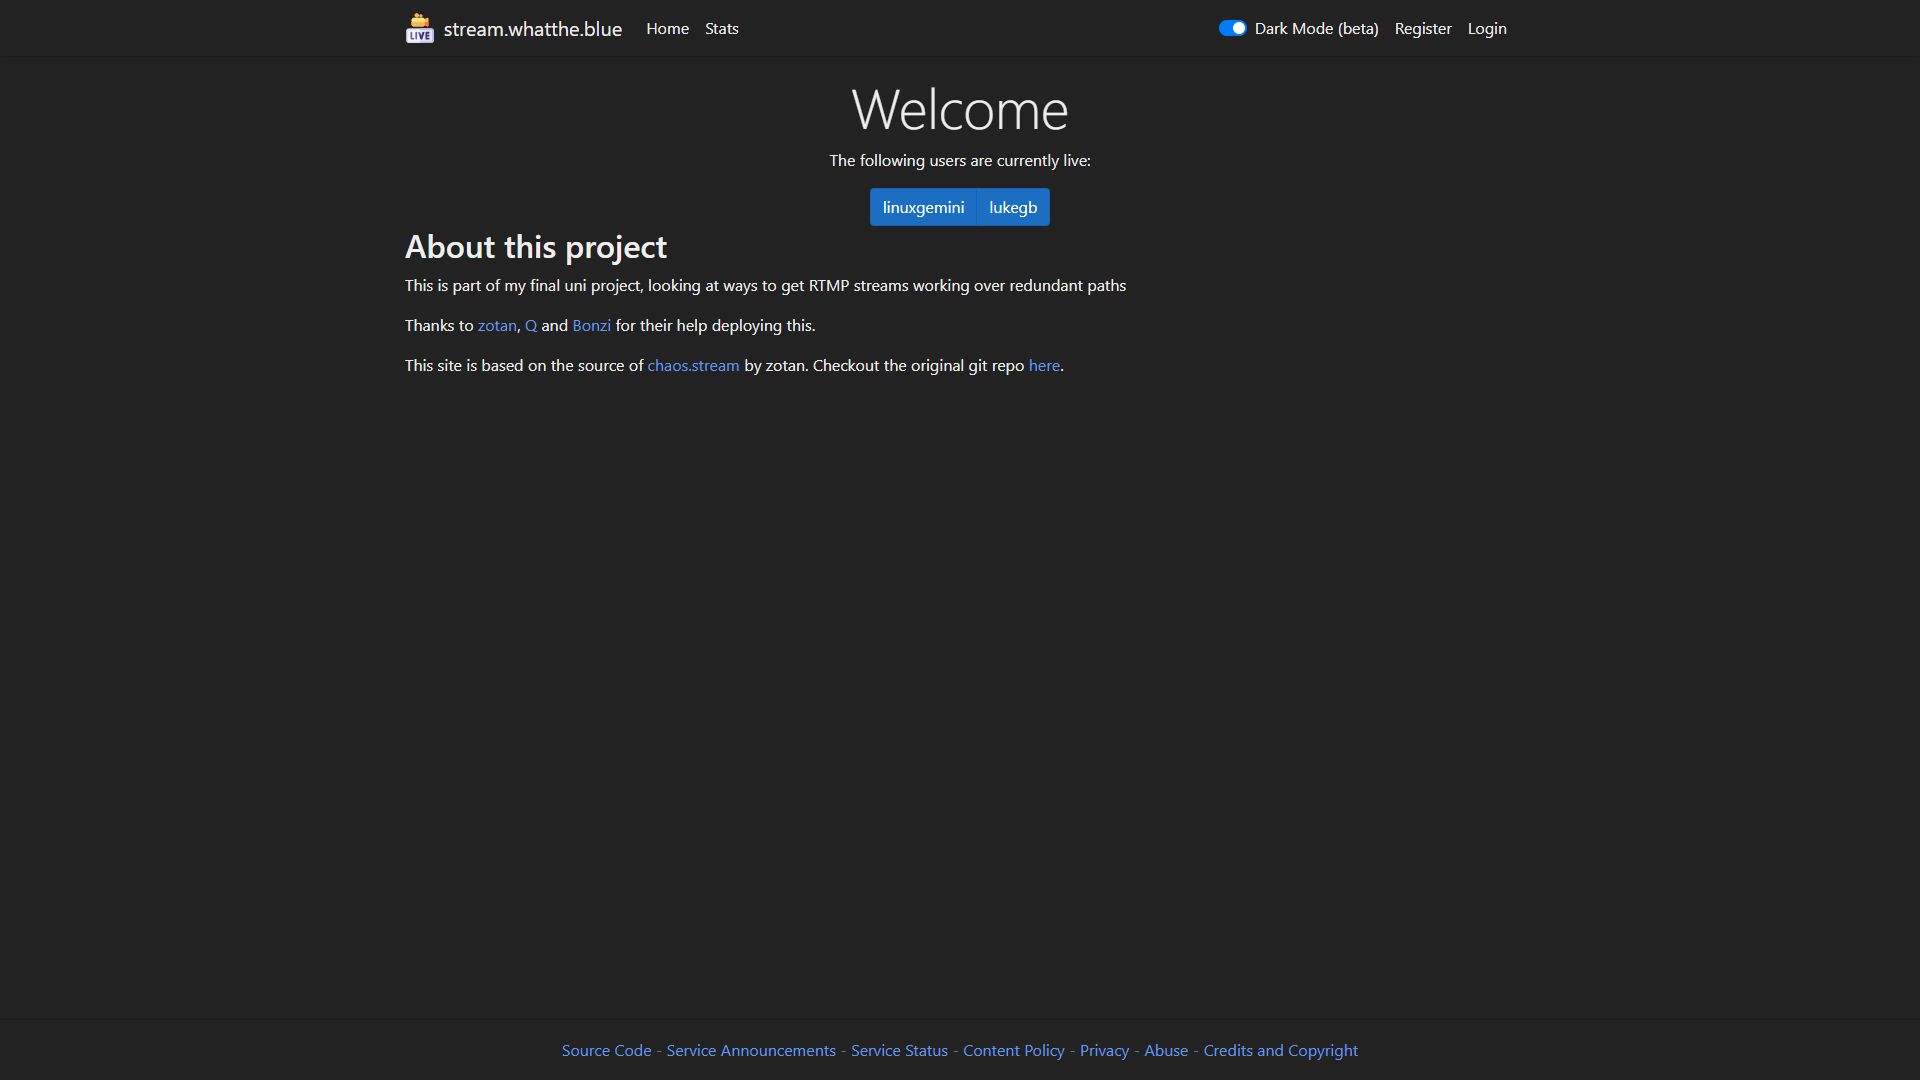 LIVE stream.whatthe.blue Home Stats Dark Mode (beta) Register Login
Welcome
The following users are currently live:
linuxgemini lukegb
About this project
This is part of my final uni project, looking at ways to get RTMP streams working over redundant paths
Thanks to zotan, Q and Bonzi for their help deploying this.
This site is based on the source of chaos.stream by zotan. Checkout the original git repo here.
Source Code - Service Announcements - Service Status - Content Policy - Privacy - Abuse - Credits and Copyright